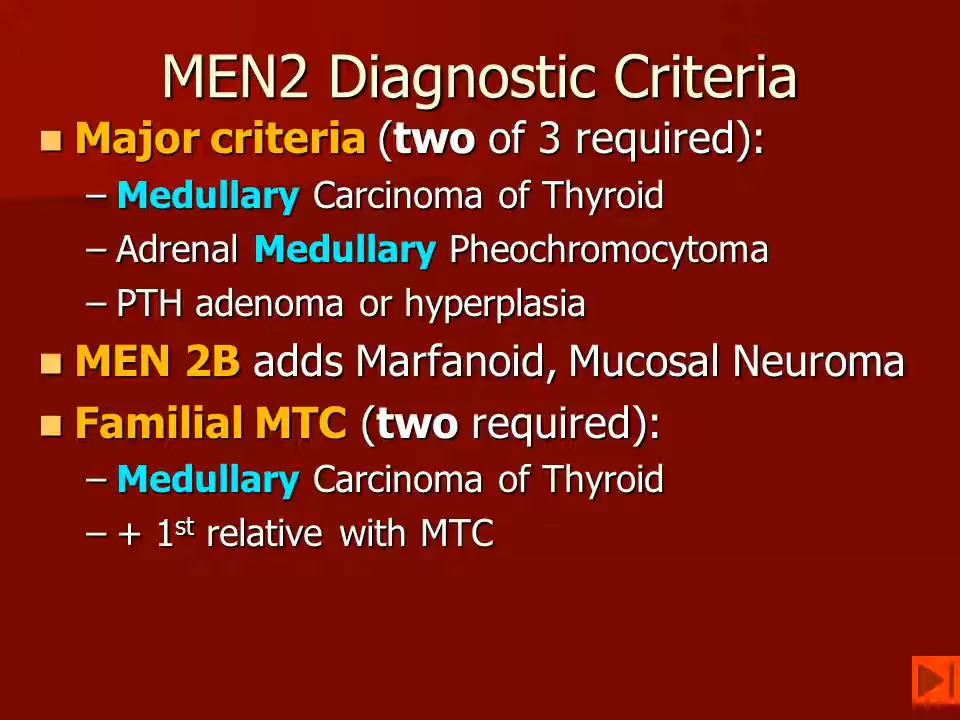 MEN2 Diagnostic Criteria
Major criteria (two of 3 required):
– Medullary Carcinoma of Thyroid
– Adrenal Medullary Pheochromocytoma
– PTH adenoma or hyperplasia
MEN 2B adds Marfanoid, Mucosal Neuroma
Familial MTC (two required):
– Medullary Carcinoma of Thyroid
– + 1st relative with MTC